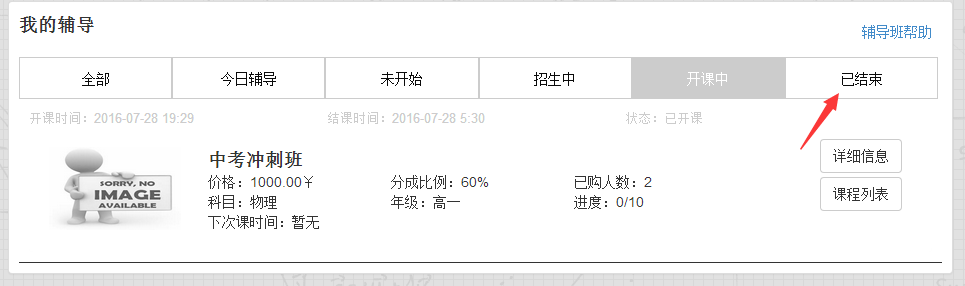 我的辅导
辅导班帮助
全部 今日辅导 未开始 招生中 开课中 已结束
开课时间：2016-07-28 19:29 结课时间：2016-07-28 5:30 状态：已开课
SORRY, NO
IMAGE
AVAILABLE
中考冲刺班
价格：1000.00￥ 分成比例：60% 已购人数：2
科目：物理 年级：高一 进度：0/10
下次课时间：暂无
详细信息
课程列表